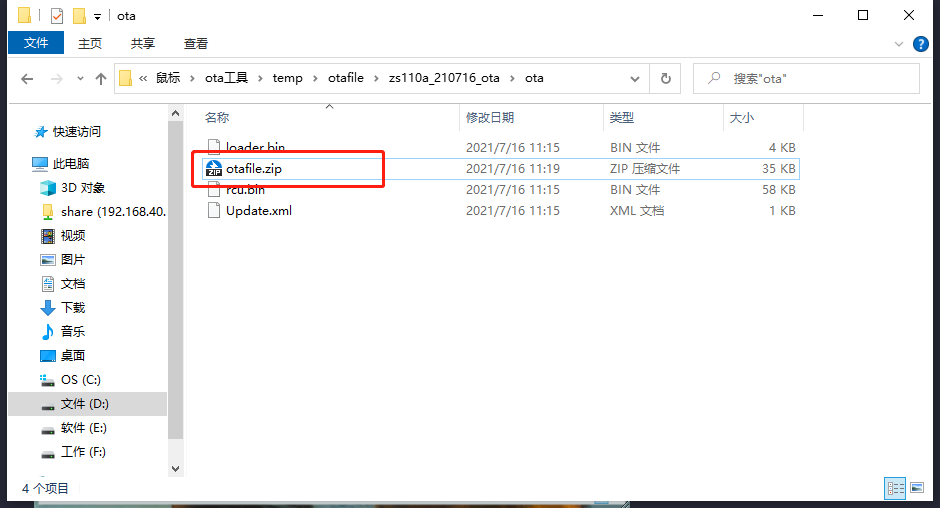 ota
文件 主页 共享 查看
« 鼠标 › ota工具 › temp › otafile › zs110a_210716_ota › ota 搜索"ota"
名称 修改日期 类型 大小
快速访问
此电脑
3D 对象
share (192.168.40.
视频
图片
文档
下载
音乐
桌面
OS (C:)
文件 (D:)
软件 (E:)
工作 (F:)
loader.bin 2021/7/16 11:15 BIN 文件 4 KB
ZIP otafile.zip 2021/7/16 11:19 ZIP 压缩文件 35 KB
rcu.bin 2021/7/16 11:15 BIN 文件 58 KB
Update.xml 2021/7/16 11:15 XML 文档 1 KB
4 个项目